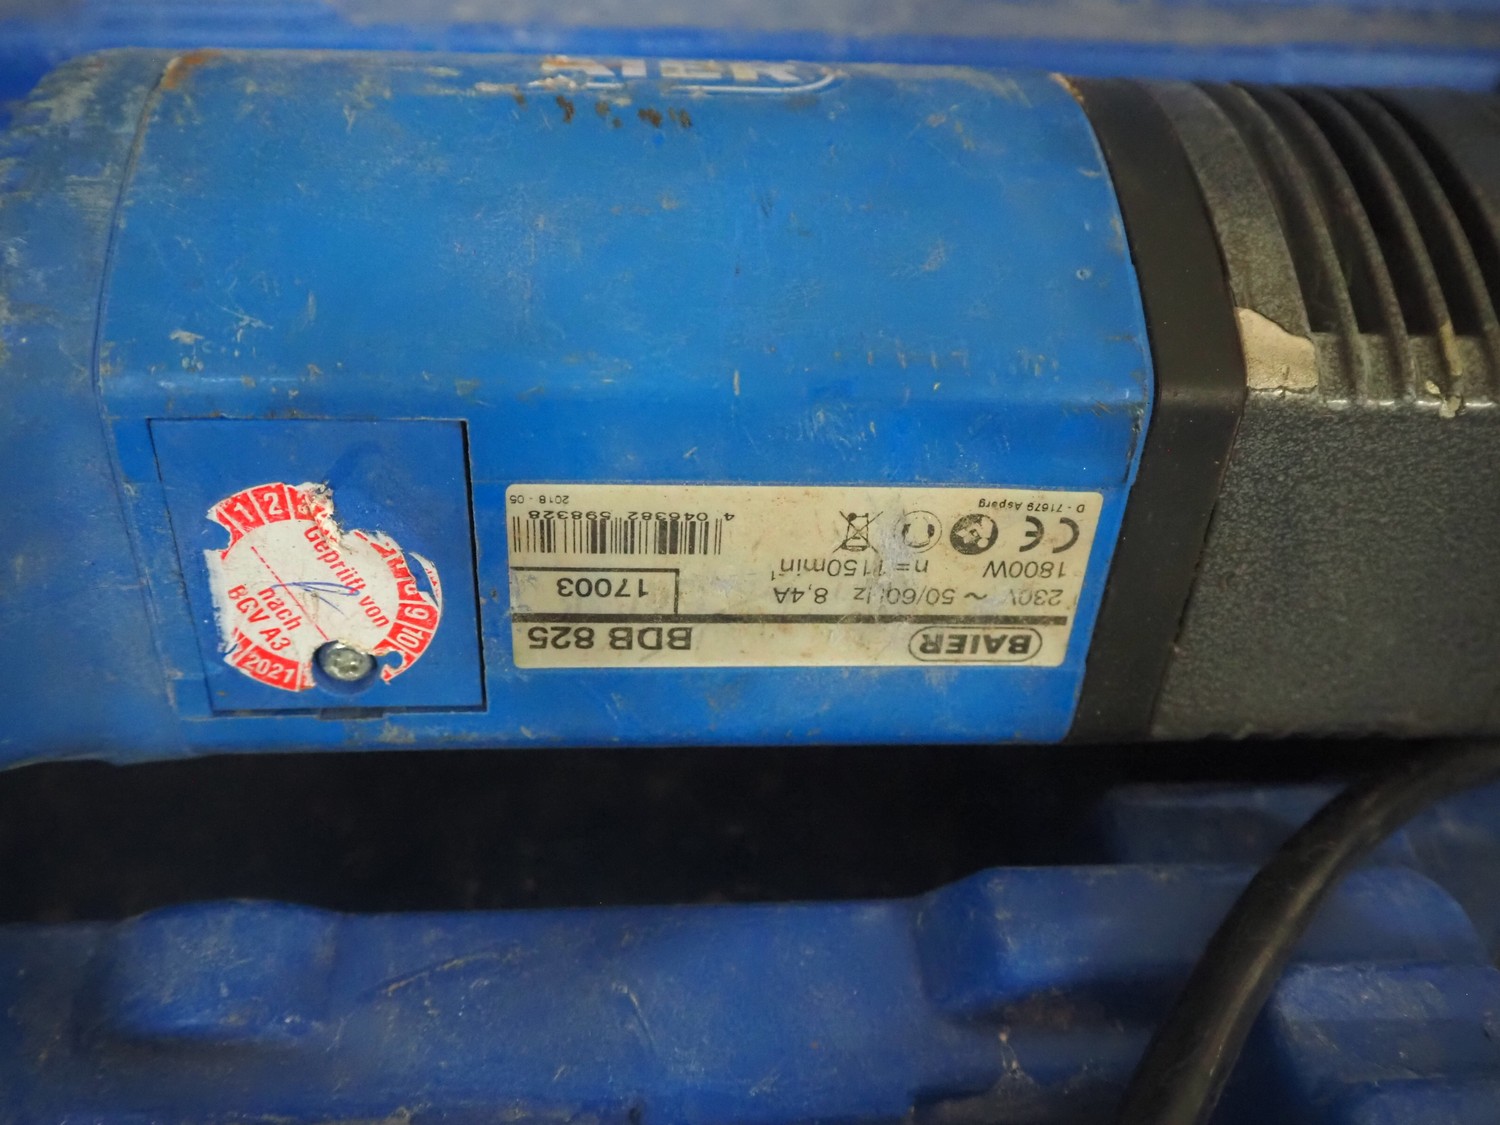 BAIER
BDB 825
230V ~ 50/60Hz 8,4A
17003
1800W n=1150min⁻¹
CE
D - 71679 Asperg
4 046382 598328
2018 - 05
1 2
9 10
Geprüft von
nach
BGV A3
2021